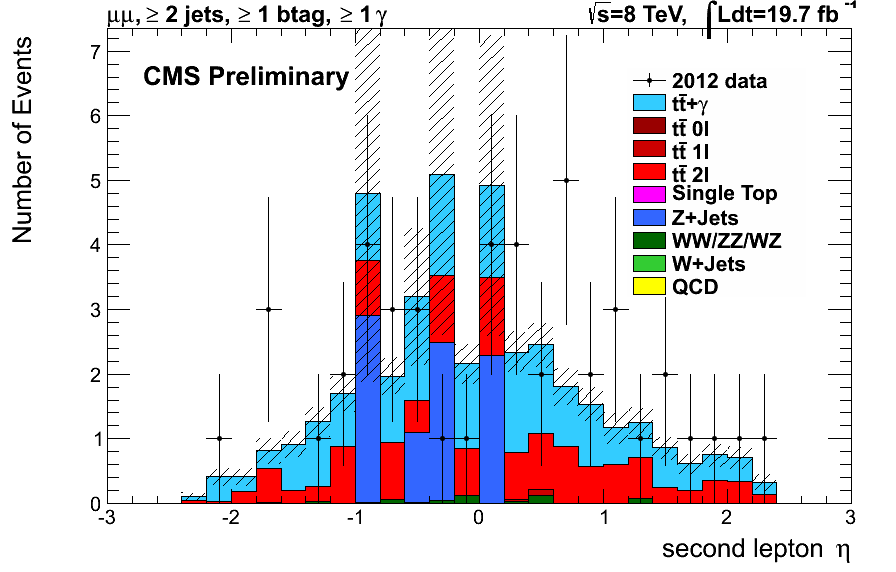 μμ, ≥ 2 jets, ≥ 1 btag, ≥ 1 γ
√s=8 TeV, ∫Ldt=19.7 fb⁻¹
Number of Events
CMS Preliminary
2012 data
tt̄+γ
tt̄ 0l
tt̄ 1l
tt̄ 2l
Single Top
Z+Jets
WW/ZZ/WZ
W+Jets
QCD
7
6
5
4
3
2
1
0
-3 -2 -1 0 1 2 3
second lepton η